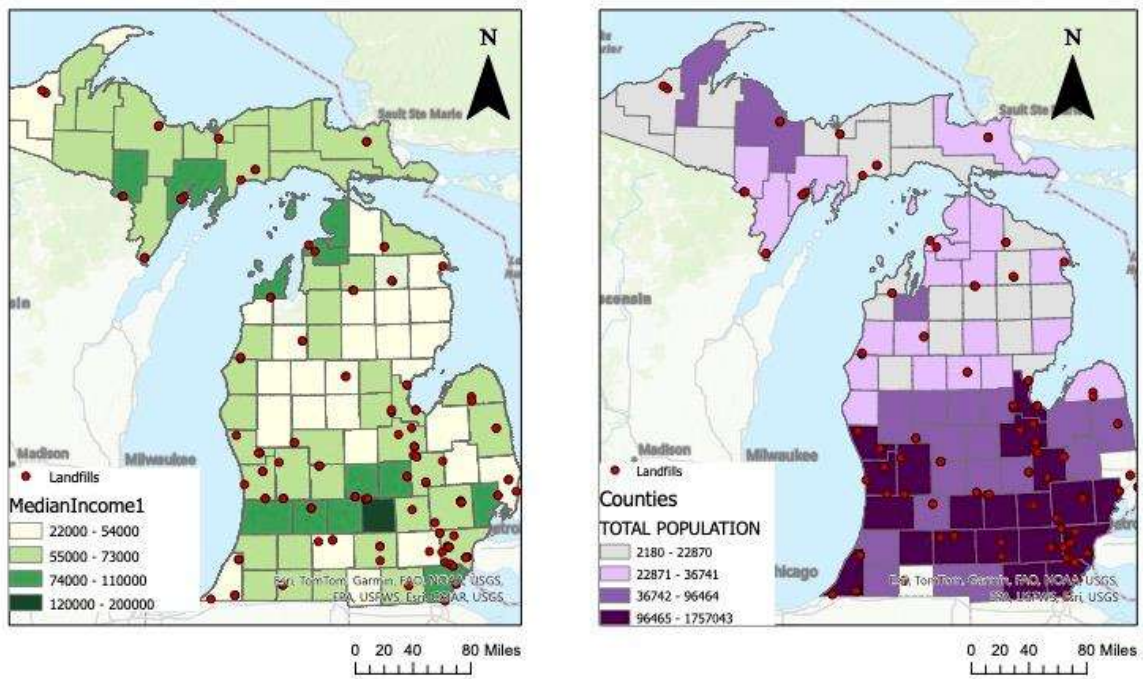 N
Sault Ste Marie
Madison
Milwaukee
Landfills
MedianIncome1
22000 - 54000
55000 - 73000
74000 - 110000
120000 - 200000
Esri, TomTom, Garmin, FAO, NOAA, USGS,
EPA, USFWS, Esri, USGS
0 20 40 80 Miles
N
Sault Ste Marie
consin
Madison
Milwaukee
Chicago
Landfills
Counties
TOTAL POPULATION
2180 - 22870
22871 - 36741
36742 - 96464
96465 - 1757043
Esri, TomTom, Garmin, FAO, NOAA, USGS,
EPA, USFWS, Esri, USGS
0 20 40 80 Miles